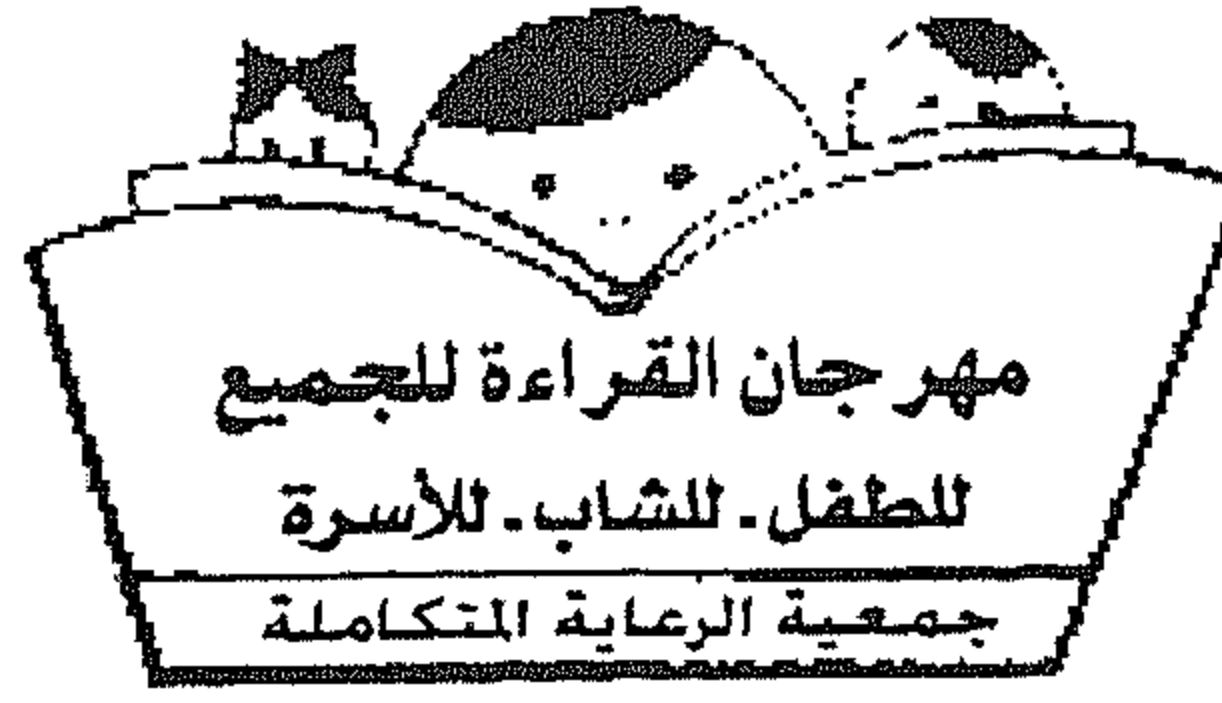 مهرجان القراءة للجميع
للطفل. للشاب. للأسرة
جمعية الرعاية المتكاملة